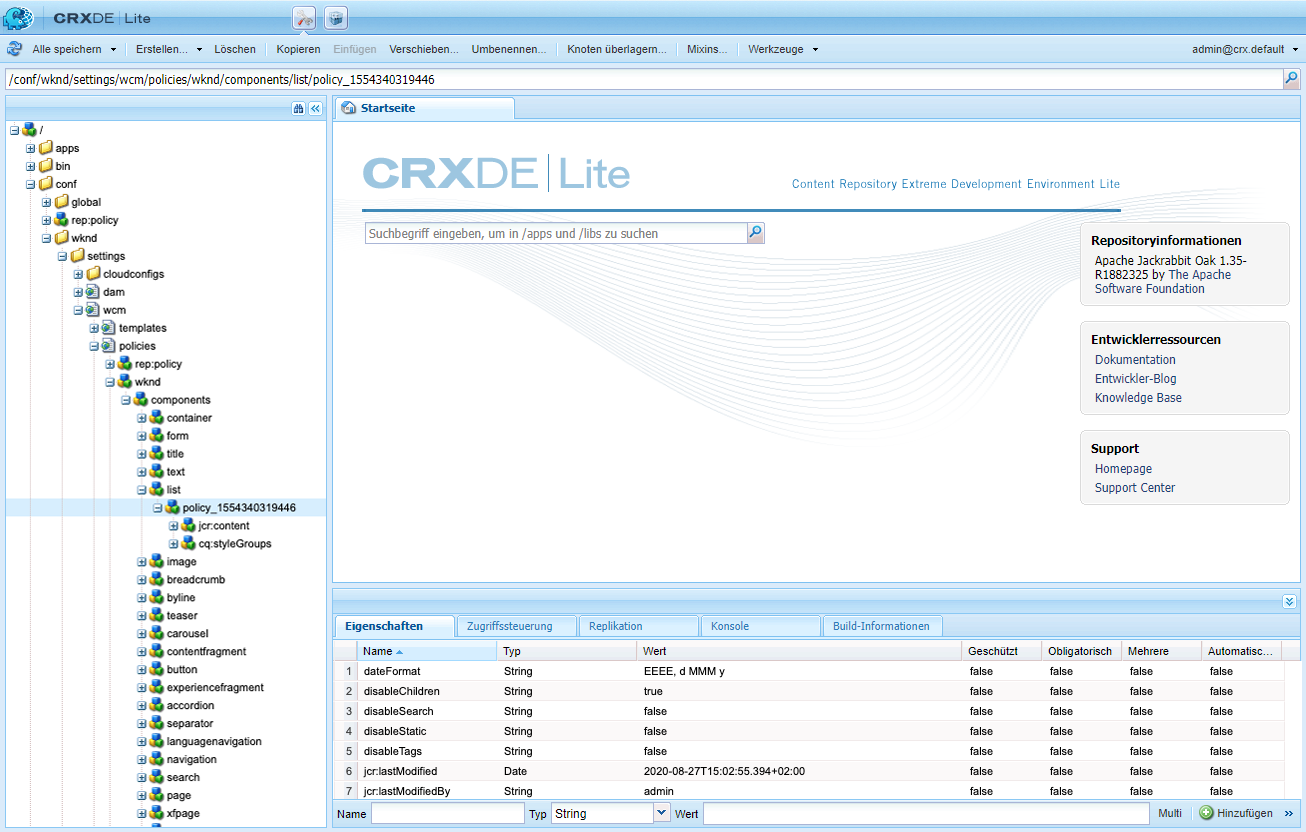 CRXDE | Lite
Alle speichern Erstellen... Löschen Kopieren Einfügen Verschieben... Umbenennen... Knoten überlagern... Mixins... Werkzeuge admin@crx.default
/conf/wknd/settings/wcm/policies/wknd/components/list/policy_1554340319446
/
apps
bin
conf
global
rep:policy
wknd
settings
cloudconfigs
dam
wcm
templates
policies
rep:policy
wknd
components
container
form
title
text
list
policy_1554340319446
jcr:content
cq:styleGroups
image
breadcrumb
byline
teaser
carousel
contentfragment
button
experiencefragment
accordion
separator
languagenavigation
navigation
search
page
xfpage
Startseite
CRXDE | Lite
Content Repository Extreme Development Environment Lite
Suchbegriff eingeben, um in /apps and /libs zu suchen
Repositoryinformationen
Apache Jackrabbit Oak 1.35-
R1882325 by The Apache
Software Foundation
Entwicklerressourcen
Dokumentation
Entwickler-Blog
Knowledge Base
Support
Homepage
Support Center
Eigenschaften Zugriffssteuerung Replikation Konsole Build-Informationen
Name Typ Wert Geschützt Obligatorisch Mehrere Automatisc...
1 dateFormat String EEEE, d MMM y false false false false
2 disableChildren String true false false false false
3 disableSearch String false false false false false
4 disableStatic String false false false false false
5 disableTags String false false false false false
6 jcr:lastModified Date 2020-08-27T15:02:55.394+02:00 false false false false
7 jcr:lastModifiedBy String admin false false false false
Name Typ String Wert Multi Hinzufügen »